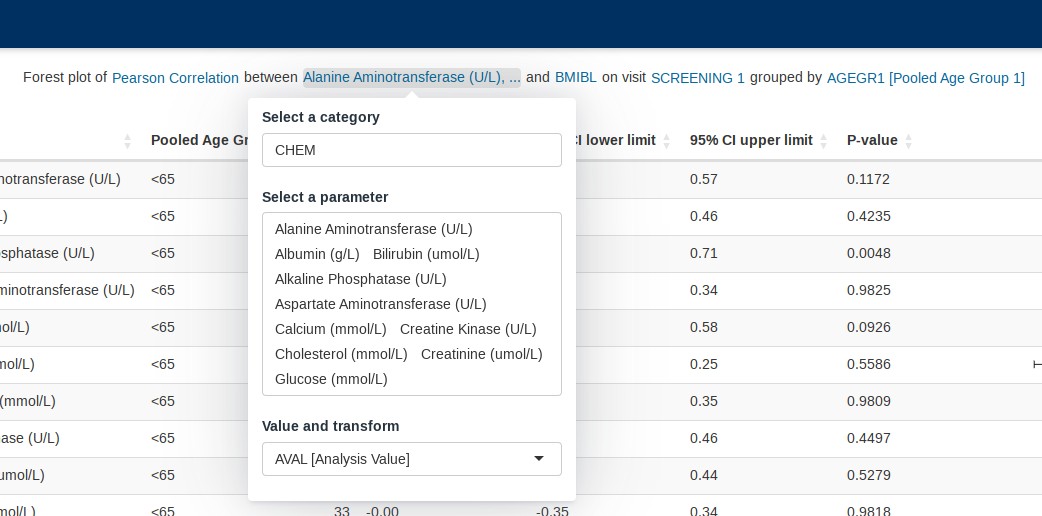 Forest plot of Pearson Correlation between Alanine Aminotransferase (U/L), ... and BMIBL on visit SCREENING 1 grouped by AGEGR1 [Pooled Age Group 1]
Select a category
CHEM
Pooled Age Gr CI lower limit 95% CI upper limit P-value
notransferase (U/L) <65 0.57 0.1172
Select a parameter
L) <65 0.46 0.4235
Alanine Aminotransferase (U/L)
sphatase (U/L) <65 0.71 0.0048
Albumin (g/L) Bilirubin (umol/L)
Alkaline Phosphatase (U/L)
minotransferase (U/L) <65 0.34 0.9825
Aspartate Aminotransferase (U/L)
nol/L) <65 0.58 0.0926
Calcium (mmol/L) Creatine Kinase (U/L)
Cholesterol (mmol/L) Creatinine (umol/L)
mol/L) <65 0.25 0.5586
Glucose (mmol/L)
(mmol/L) <65 0.35 0.9809
Value and transform
ase (U/L) <65 0.46 0.4497
AVAL [Analysis Value]
umol/L) <65 0.44 0.5279
mol/L) <65 33 -0.00 -0.35 0.34 0.9818